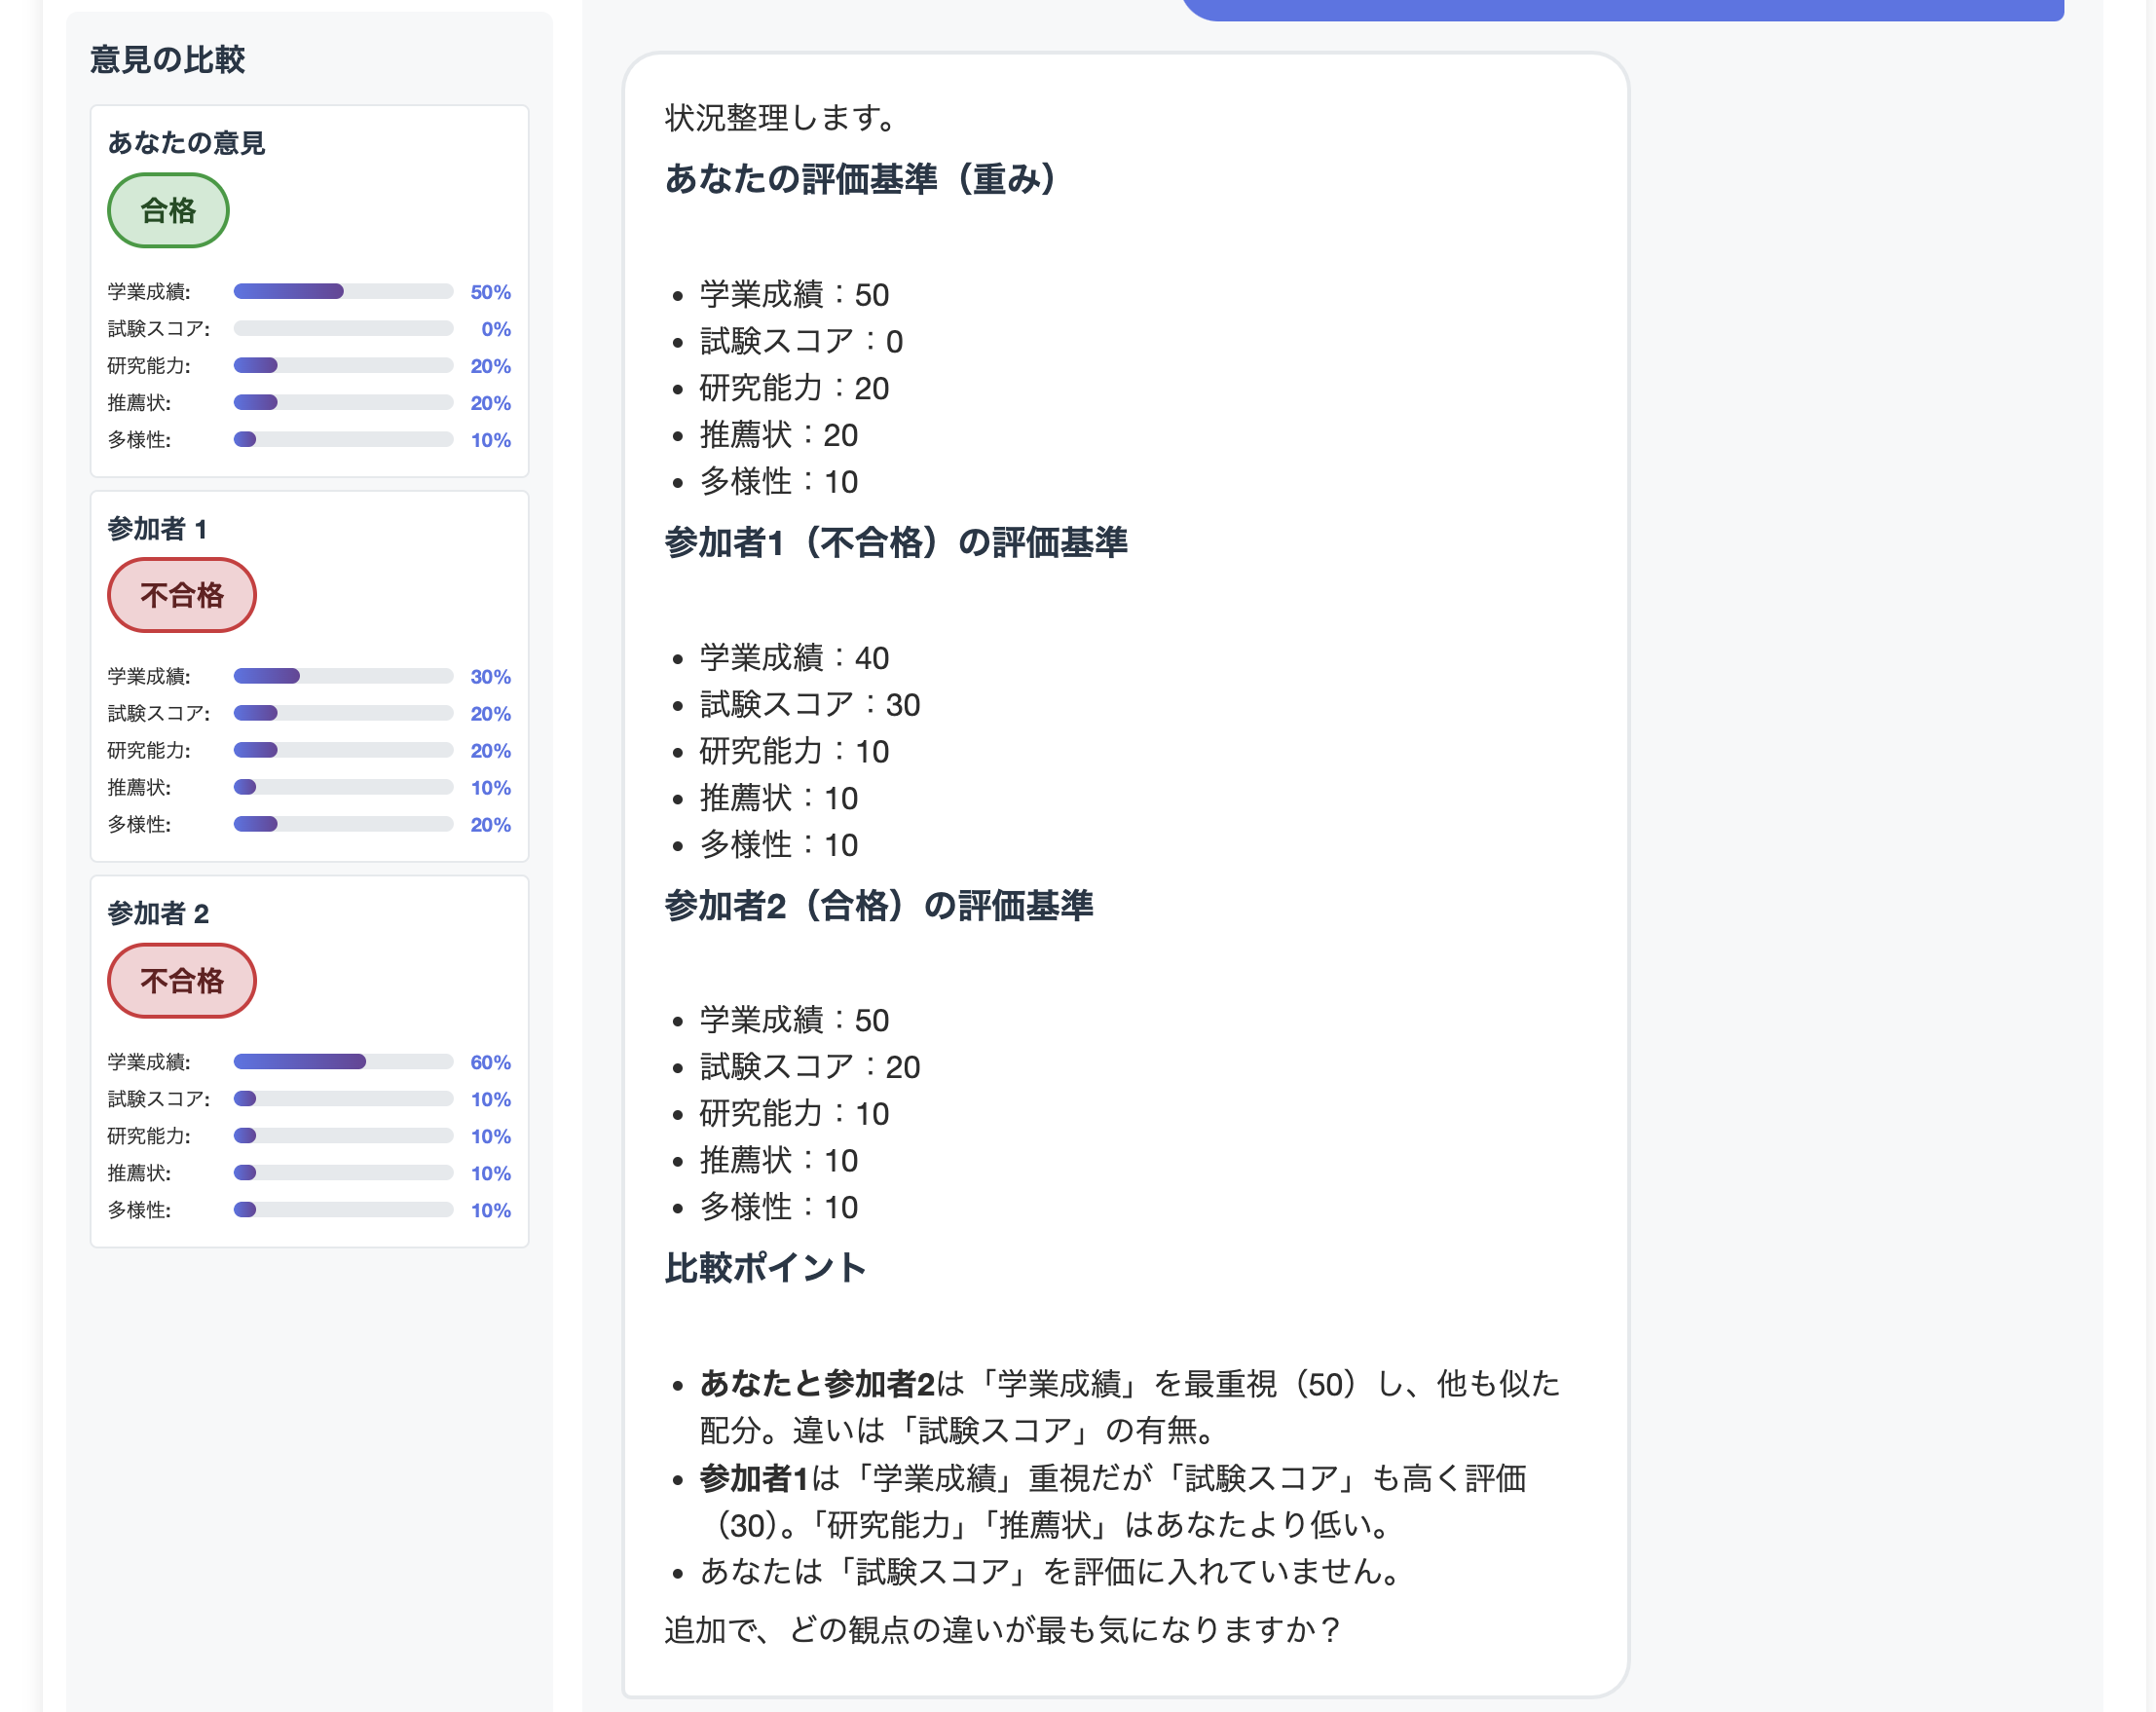 意見の比較
あなたの意見
合格
学業成績: 50%
試験スコア: 0%
研究能力: 20%
推薦状: 20%
多様性: 10%
参加者 1
不合格
学業成績: 30%
試験スコア: 20%
研究能力: 20%
推薦状: 10%
多様性: 20%
参加者 2
不合格
学業成績: 60%
試験スコア: 10%
研究能力: 10%
推薦状: 10%
多様性: 10%
状況整理します。
あなたの評価基準（重み）
• 学業成績：50
• 試験スコア：0
• 研究能力：20
• 推薦状：20
• 多様性：10
参加者1（不合格）の評価基準
• 学業成績：40
• 試験スコア：30
• 研究能力：10
• 推薦状：10
• 多様性：10
参加者2（合格）の評価基準
• 学業成績：50
• 試験スコア：20
• 研究能力：10
• 推薦状：10
• 多様性：10
比較ポイント
• あなたと参加者2は「学業成績」を最重視（50）し、他も似た
配分。違いは「試験スコア」の有無。
• 参加者1は「学業成績」重視だが「試験スコア」も高く評価
（30）。「研究能力」「推薦状」はあなたより低い。
• あなたは「試験スコア」を評価に入れていません。
追加で、どの観点の違いが最も気になりますか？